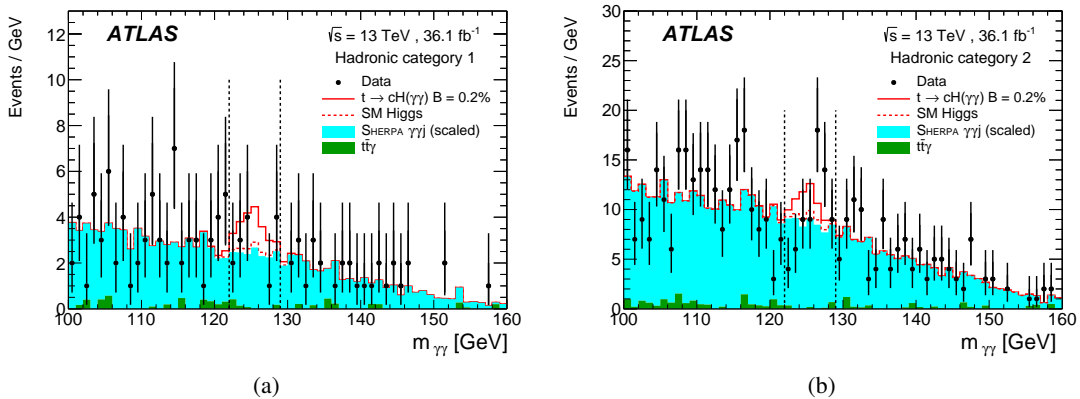 Events / GeV
ATLAS
√s = 13 TeV , 36.1 fb⁻¹
Hadronic category 1
Data
t → cH(γγ) B = 0.2%
SM Higgs
SHERPA γγj (scaled)
tt̄γ
12
10
8
6
4
2
0
100 110 120 130 140 150 160
m_γγ [GeV]
(a)
Events / GeV
ATLAS
√s = 13 TeV , 36.1 fb⁻¹
Hadronic category 2
Data
t → cH(γγ) B = 0.2%
SM Higgs
SHERPA γγj (scaled)
tt̄γ
30
25
20
15
10
5
0
100 110 120 130 140 150 160
m_γγ [GeV]
(b)